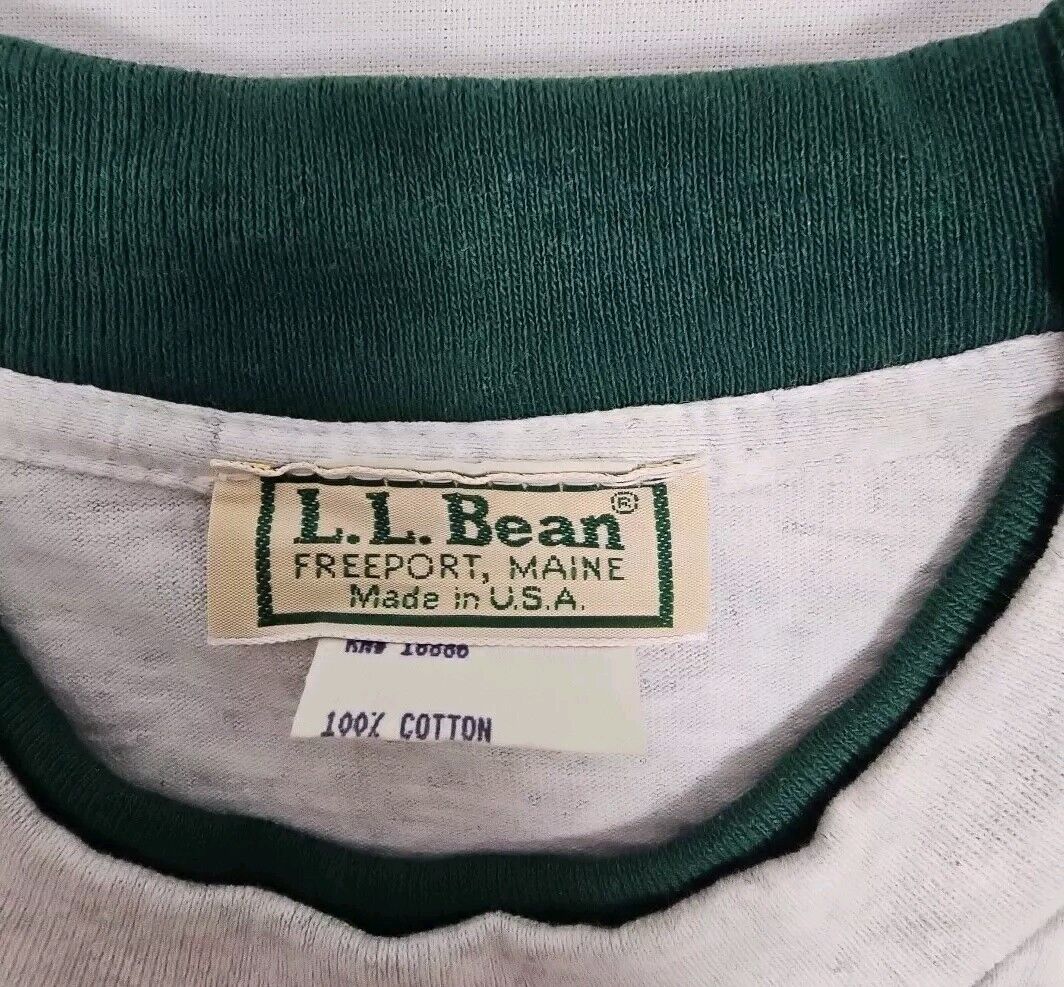 L.L.Bean®
FREEPORT, MAINE
Made in U.S.A.
100% COTTON